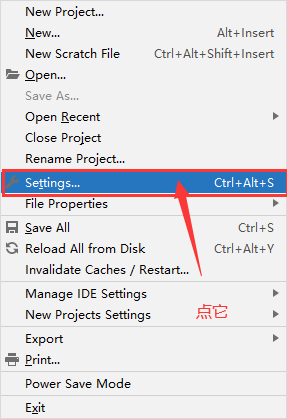 New Project...
New... Alt+Insert
New Scratch File Ctrl+Alt+Shift+Insert
Open...
Save As...
Open Recent
Close Project
Rename Project...
Settings... Ctrl+Alt+S
File Properties
Save All Ctrl+S
Reload All from Disk Ctrl+Alt+Y
Invalidate Caches / Restart...
Manage IDE Settings
New Projects Settings 点它
Export
Print...
Power Save Mode
Exit